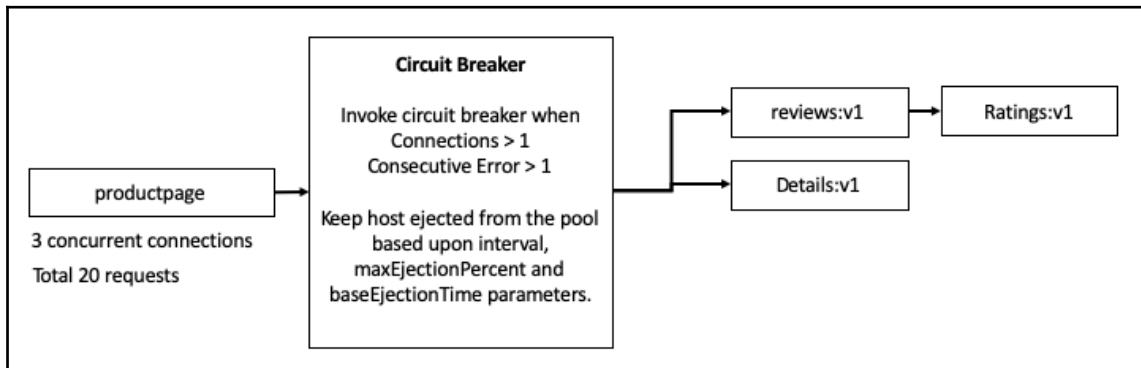 productpage
3 concurrent connections
Total 20 requests
Circuit Breaker
Invoke circuit breaker when
Connections > 1
Consecutive Error > 1
Keep host ejected from the pool
based upon interval,
maxEjectionPercent and
baseEjectionTime parameters.
reviews:v1
Ratings:v1
Details:v1